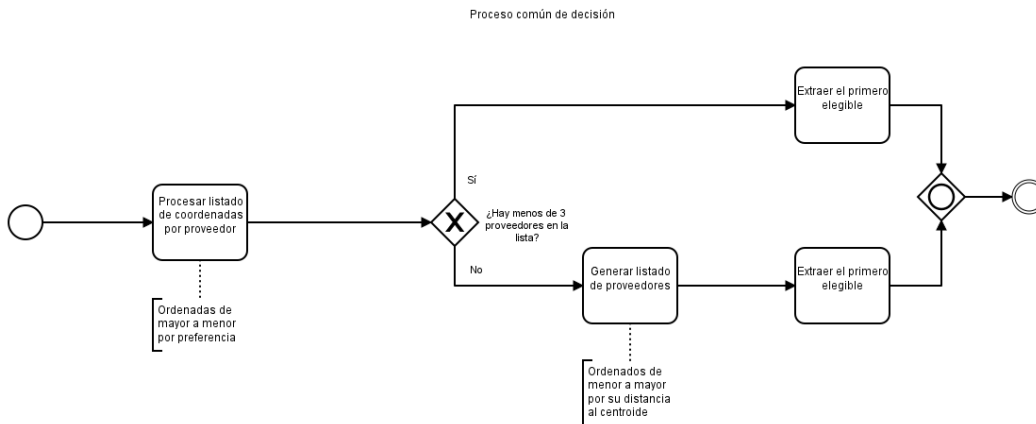 Proceso común de decisión
Extraer el primero
elegible
Sí
Procesar listado
de coordenadas
por proveedor
¿Hay menos de 3
proveedores en la
lista?
No
Generar listado
de proveedores
Extraer el primero
elegible
Ordenadas de
mayor a menor
por preferencia
Ordenados de
menor a mayor
por su distancia
al centroide